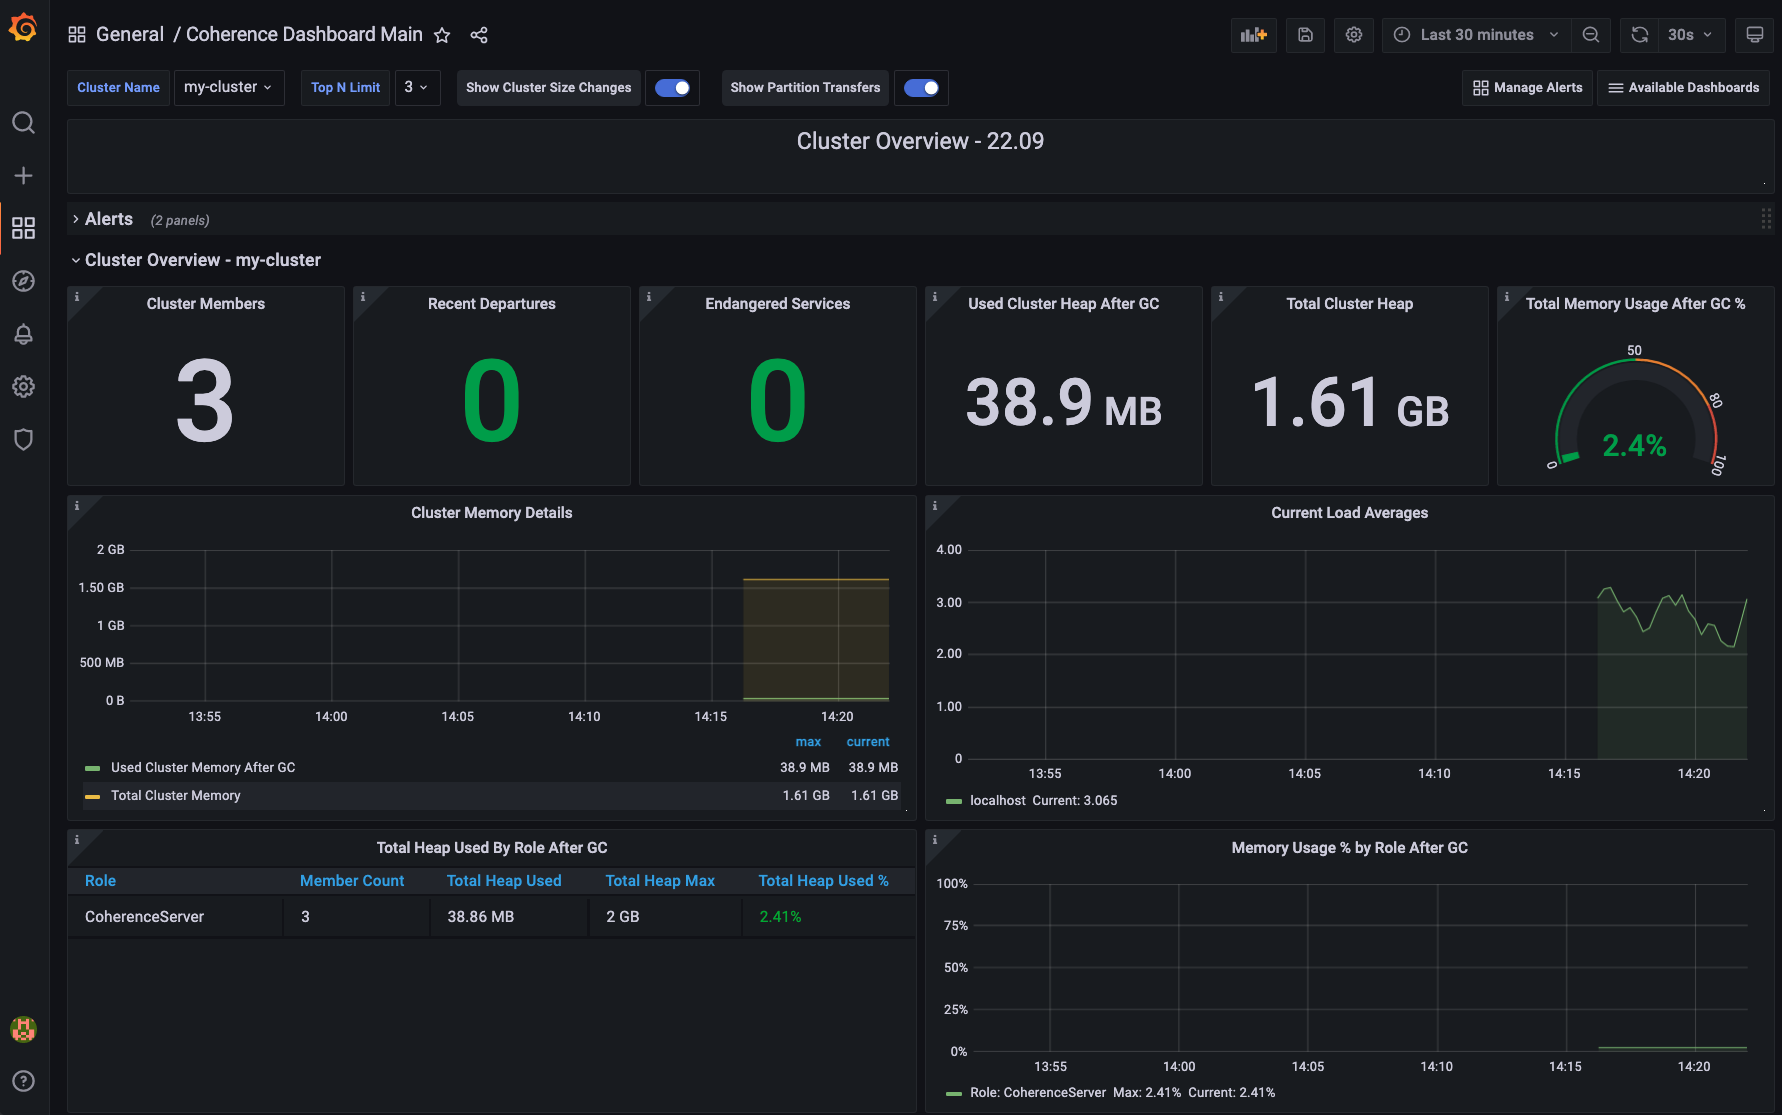 General / Coherence Dashboard Main
Last 30 minutes
30s
Cluster Name my-cluster Top N Limit 3 Show Cluster Size Changes Show Partition Transfers Manage Alerts Available Dashboards
Cluster Overview - 22.09
Alerts (2 panels)
Cluster Overview - my-cluster
Cluster Members
3
Recent Departures
0
Endangered Services
0
Used Cluster Heap After GC
38.9 MB
Total Cluster Heap
1.61 GB
Total Memory Usage After GC %
0 50 80 100
2.4%
Cluster Memory Details
2 GB
1.50 GB
1 GB
500 MB
0 B
13:55 14:00 14:05 14:10 14:15 14:20
max current
Used Cluster Memory After GC 38.9 MB 38.9 MB
Total Cluster Memory 1.61 GB 1.61 GB
Current Load Averages
4.00
3.00
2.00
1.00
0
13:55 14:00 14:05 14:10 14:15 14:20
localhost Current: 3.065
Total Heap Used By Role After GC
Role Member Count Total Heap Used Total Heap Max Total Heap Used %
CoherenceServer 3 38.86 MB 2 GB 2.41%
Memory Usage % by Role After GC
100%
75%
50%
25%
0%
13:55 14:00 14:05 14:10 14:15 14:20
Role: CoherenceServer Max: 2.41% Current: 2.41%